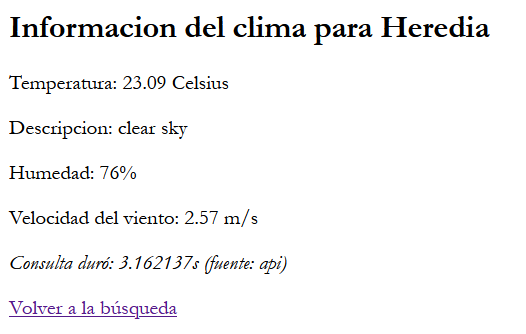 Informacion del clima para Heredia
Temperatura: 23.09 Celsius
Descripcion: clear sky
Humedad: 76%
Velocidad del viento: 2.57 m/s
Consulta duró: 3.162137s (fuente: api)
Volver a la búsqueda